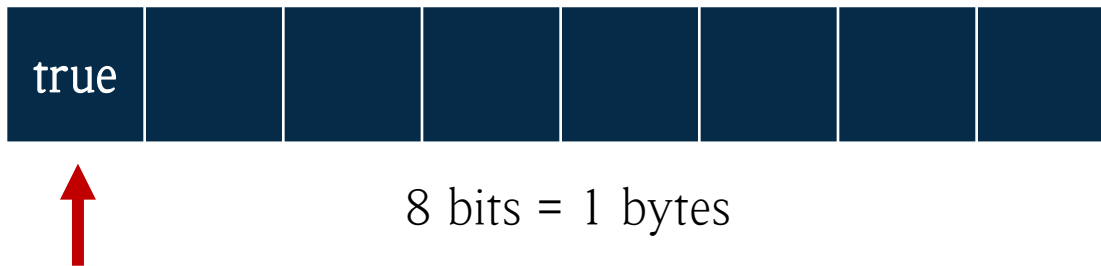 true
8 bits = 1 bytes